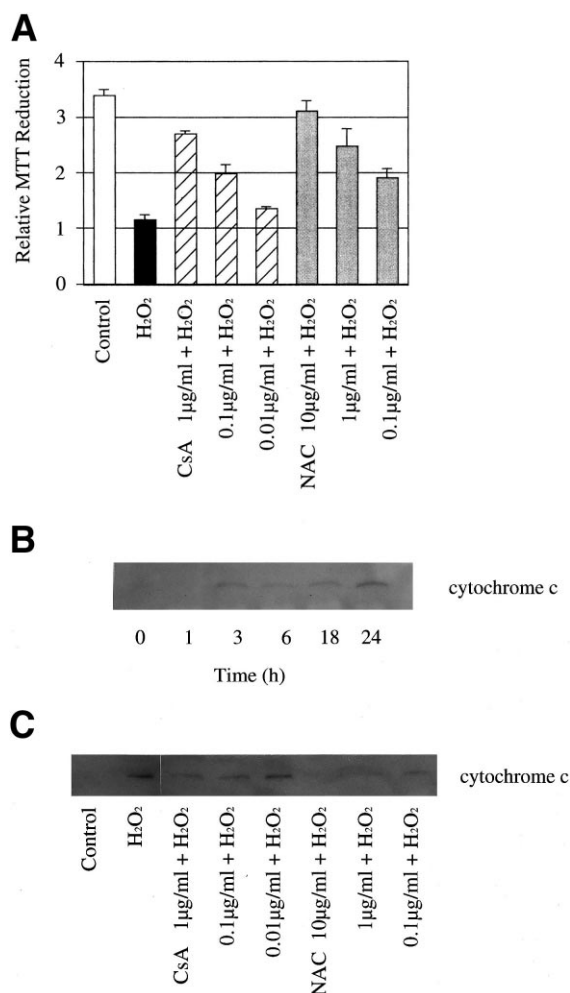 A
Relative MTT Reduction
4
3
2
1
0
Control
H₂O₂
CsA 1µg/ml + H₂O₂
0.1µg/ml + H₂O₂
0.01µg/ml + H₂O₂
NAC 10µg/ml + H₂O₂
1µg/ml + H₂O₂
0.1µg/ml + H₂O₂
B
cytochrome c
0 1 3 6 18 24
Time (h)
C
cytochrome c
Control
H₂O₂
CsA 1µg/ml + H₂O₂
0.1µg/ml + H₂O₂
0.01µg/ml + H₂O₂
NAC 10µg/ml + H₂O₂
1µg/ml + H₂O₂
0.1µg/ml + H₂O₂